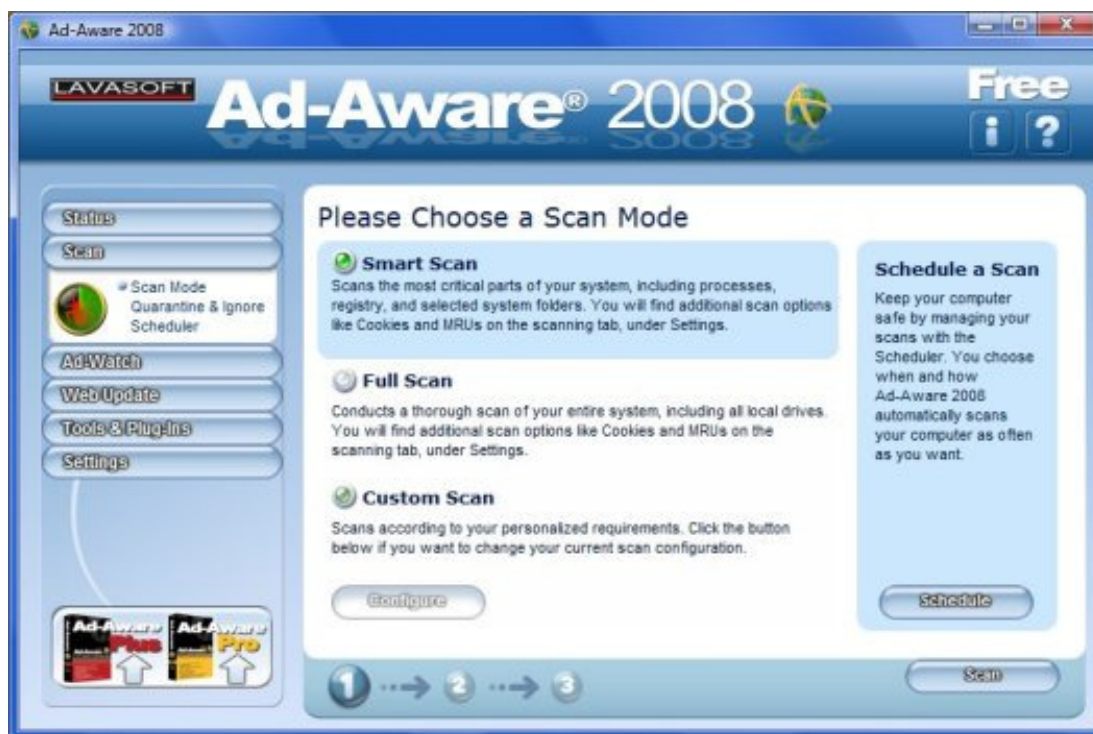 Ad-Aware 2008
LAVASOFT
Ad-Aware® 2008
Free
i ?
Status
Scan
Scan Mode
Quarantine & Ignore
Scheduler
Ad-Watch
Web Update
Tools & Plug-Ins
Settings
Ad-Aware Plus
Ad-Aware Pro
Please Choose a Scan Mode
Smart Scan
Scans the most critical parts of your system, including processes,
registry, and selected system folders. You will find additional scan options
like Cookies and MRUs on the scanning tab, under Settings.
Full Scan
Conducts a thorough scan of your entire system, including all local drives.
You will find additional scan options like Cookies and MRUs on the
scanning tab, under Settings.
Custom Scan
Scans according to your personalized requirements. Click the button
below if you want to change your current scan configuration.
Configure
Schedule a Scan
Keep your computer
safe by managing your
scans with the
Scheduler. You choose
when and how
Ad-Aware 2008
automatically scans
your computer as often
as you want.
Schedule
1 2 3
Scan